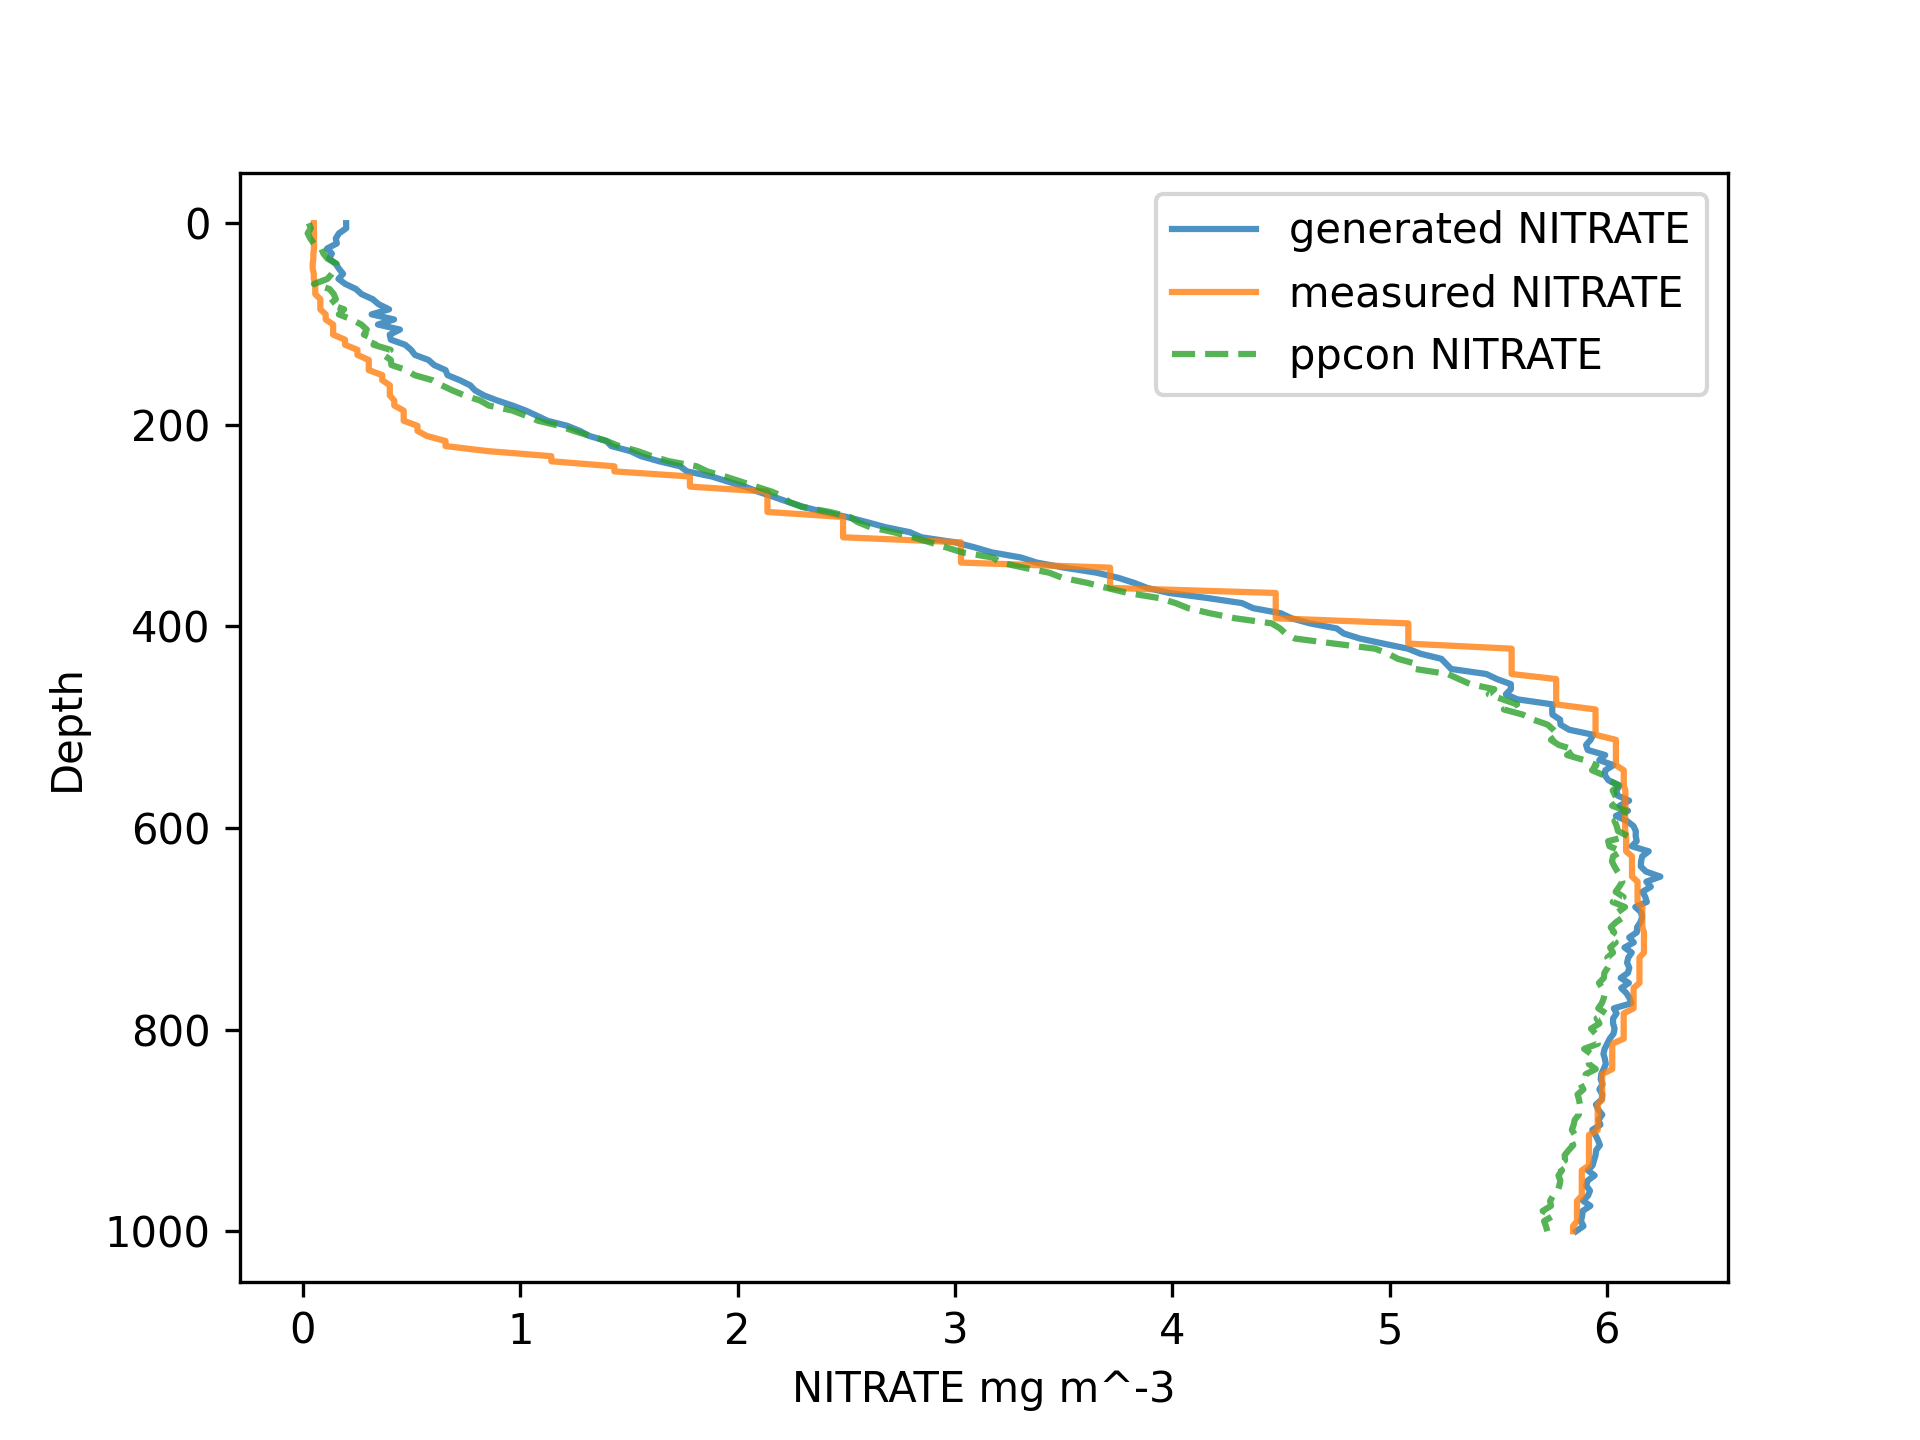 generated NITRATE
measured NITRATE
ppcon NITRATE
0
200
400
600
800
1000
Depth
0 1 2 3 4 5 6
NITRATE mg m^-3